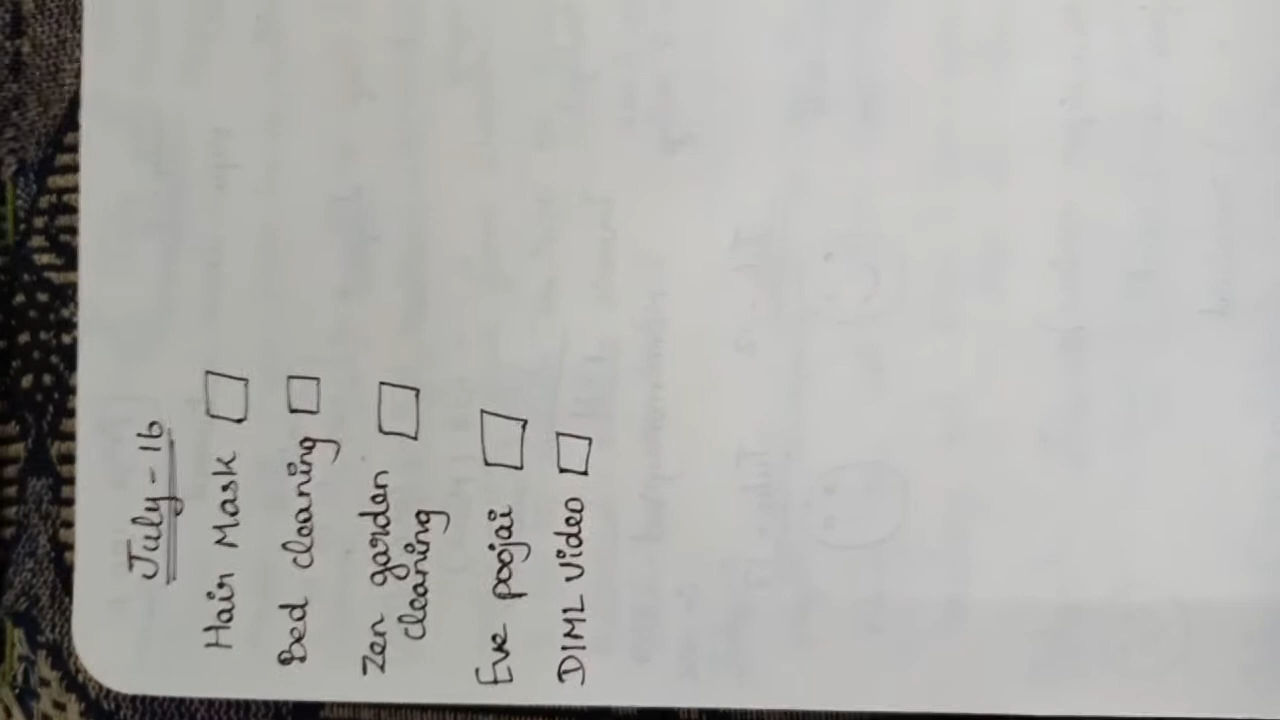 July-16
Hair Mask
Bed cleaning
Zen garden
cleaning
Eve poojai
DIML video